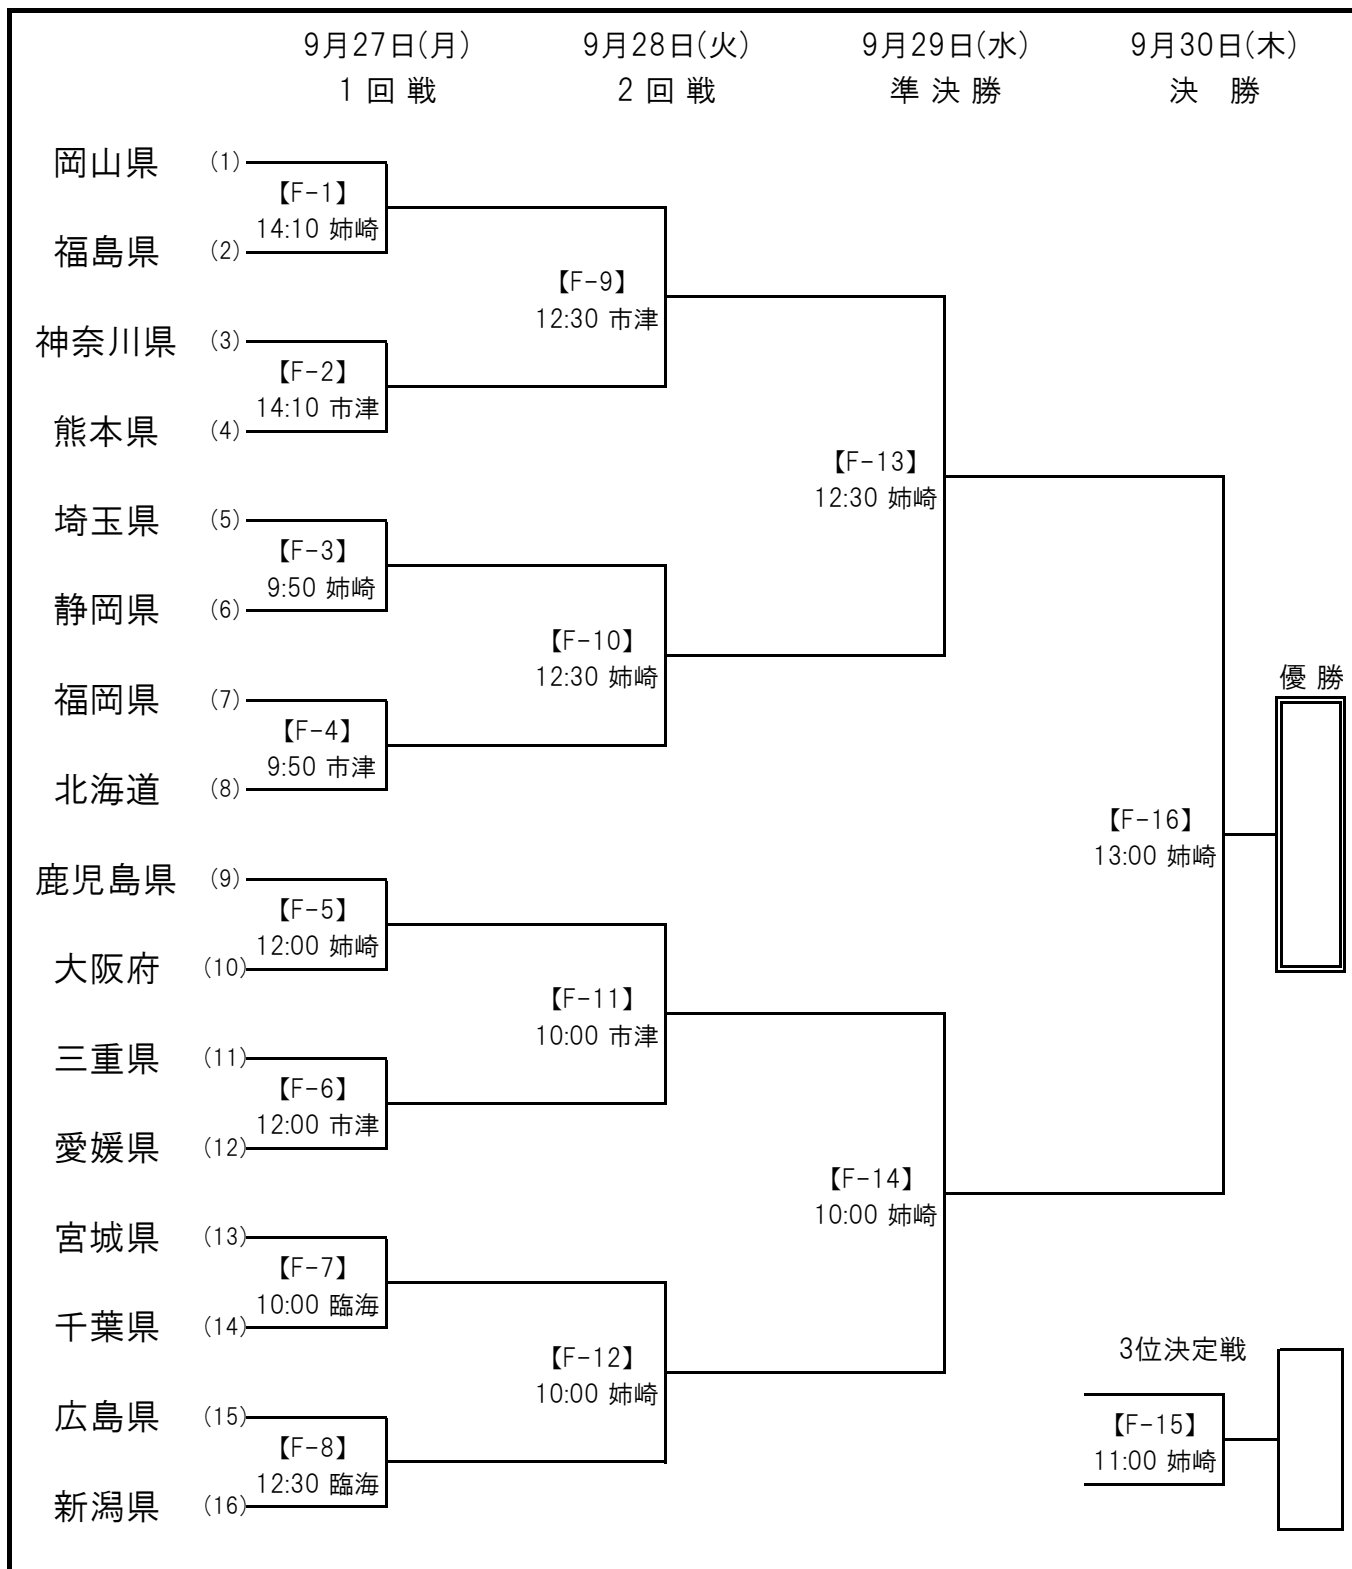 9月27日(月) 9月28日(火) 9月29日(水) 9月30日(木)
1 回 戦 2 回 戦 準 決 勝 決 勝
岡山県 (1)
【F-1】
14:10 姉崎
福島県 (2)
【F-9】
12:30 市津
神奈川県 (3)
【F-2】
14:10 市津
熊本県 (4)
【F-13】
12:30 姉崎
埼玉県 (5)
【F-3】
9:50 姉崎
静岡県 (6)
【F-10】
12:30 姉崎
優 勝
福岡県 (7)
【F-4】
9:50 市津
北海道 (8)
【F-16】
13:00 姉崎
鹿児島県 (9)
【F-5】
12:00 姉崎
大阪府 (10)
【F-11】
10:00 市津
三重県 (11)
【F-6】
12:00 市津
愛媛県 (12)
【F-14】
10:00 姉崎
宮城県 (13)
【F-7】
10:00 臨海
千葉県 (14)
3位決定戦
【F-12】
10:00 姉崎
広島県 (15)
【F-15】
11:00 姉崎
【F-8】
12:30 臨海
新潟県 (16)